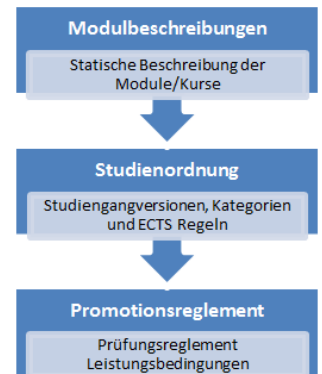 Modulbeschreibungen
Statische Beschreibung der
Module/Kurse
Studienordnung
Studiengangversionen, Kategorien
und ECTS Regeln
Promotionsreglement
Prüfungsreglement
Leistungsbedingungen